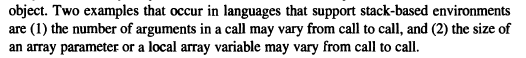 object. Two examples that occur in languages that support stack-based environments
are (1) the number of arguments in a call may vary from call to call, and (2) the size of
an array parameter or a local array variable may vary from call to call.